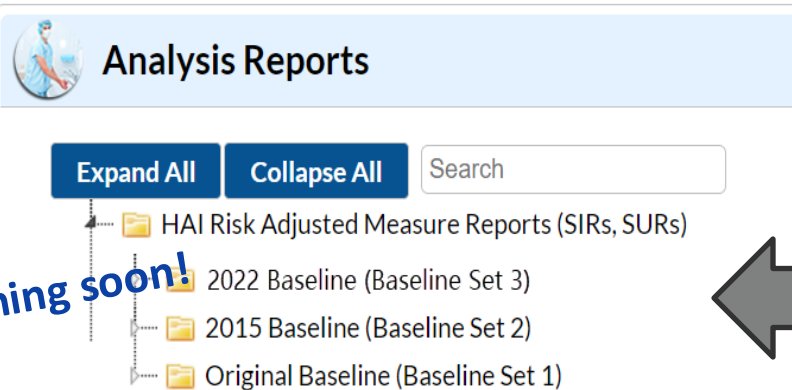 Analysis Reports
Expand All
Collapse All
Search
HAI Risk Adjusted Measure Reports (SIRs, SURs)
soon!
2022 Baseline (Baseline Set 3)
2015 Baseline (Baseline Set 2)
Original Baseline (Baseline Set 1)